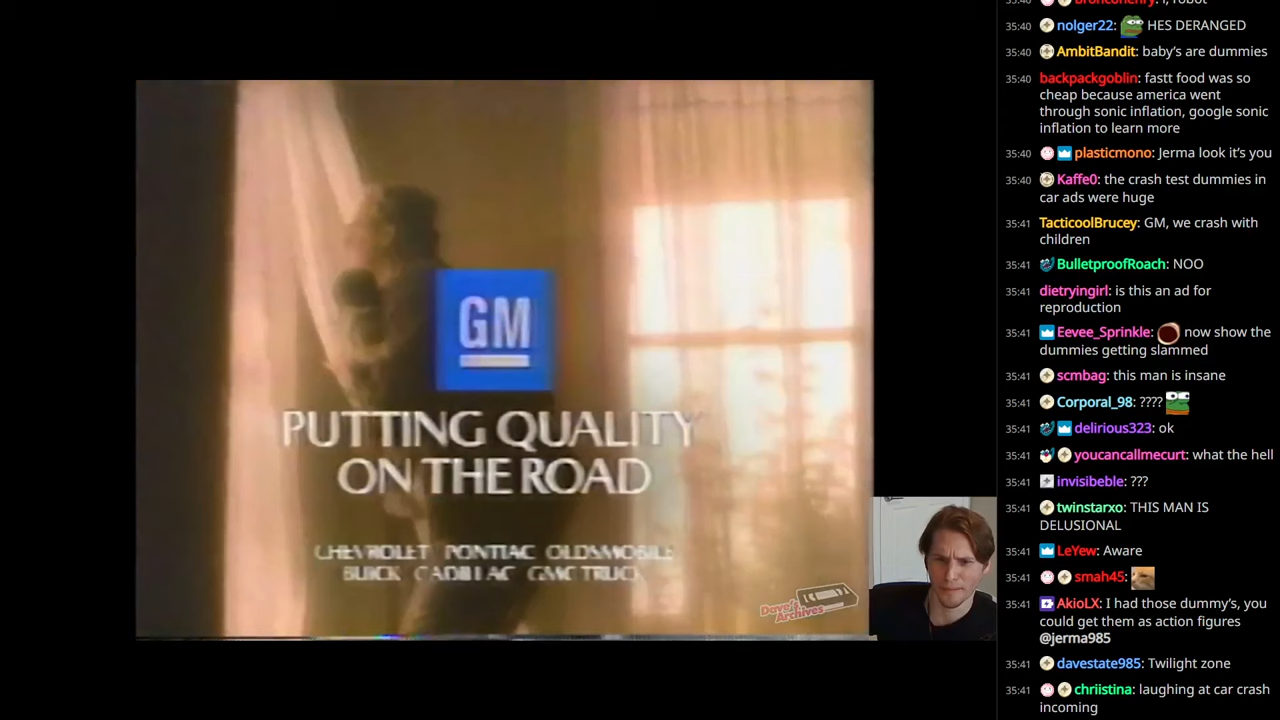 GM
PUTTING QUALITY
ON THE ROAD
CHEVROLET PONTIAC OLDSMOBILE
BUICK CADILLAC GMC TRUCK
Dave's
Archives
35:40 broncohenry: i, robot
35:40 nolger22: HES DERANGED
35:40 AmbitBandit: baby's are dummies
35:40 backpackgoblin: fastt food was so
cheap because america went
through sonic inflation, google sonic
inflation to learn more
35:40 plasticmono: Jerma look it's you
35:40 Kaffe0: the crash test dummies in
car ads were huge
35:41 TacticoolBrucey: GM, we crash with
children
35:41 BulletproofRoach: NOO
35:41 dietryingirl: is this an ad for
reproduction
35:41 Eevee_Sprinkle: now show the
dummies getting slammed
35:41 scmbag: this man is insane
35:41 Corporal_98: ????
35:41 delirious323: ok
35:41 youcancallmecurt: what the hell
35:41 invisibeble: ???
35:41 twinstarxo: THIS MAN IS
DELUSIONAL
35:41 LeYew: Aware
35:41 smah45:
35:41 AkioLX: I had those dummy's, you
could get them as action figures
@jerma985
35:41 davestate985: Twilight zone
35:41 chriistina: laughing at car crash
incoming